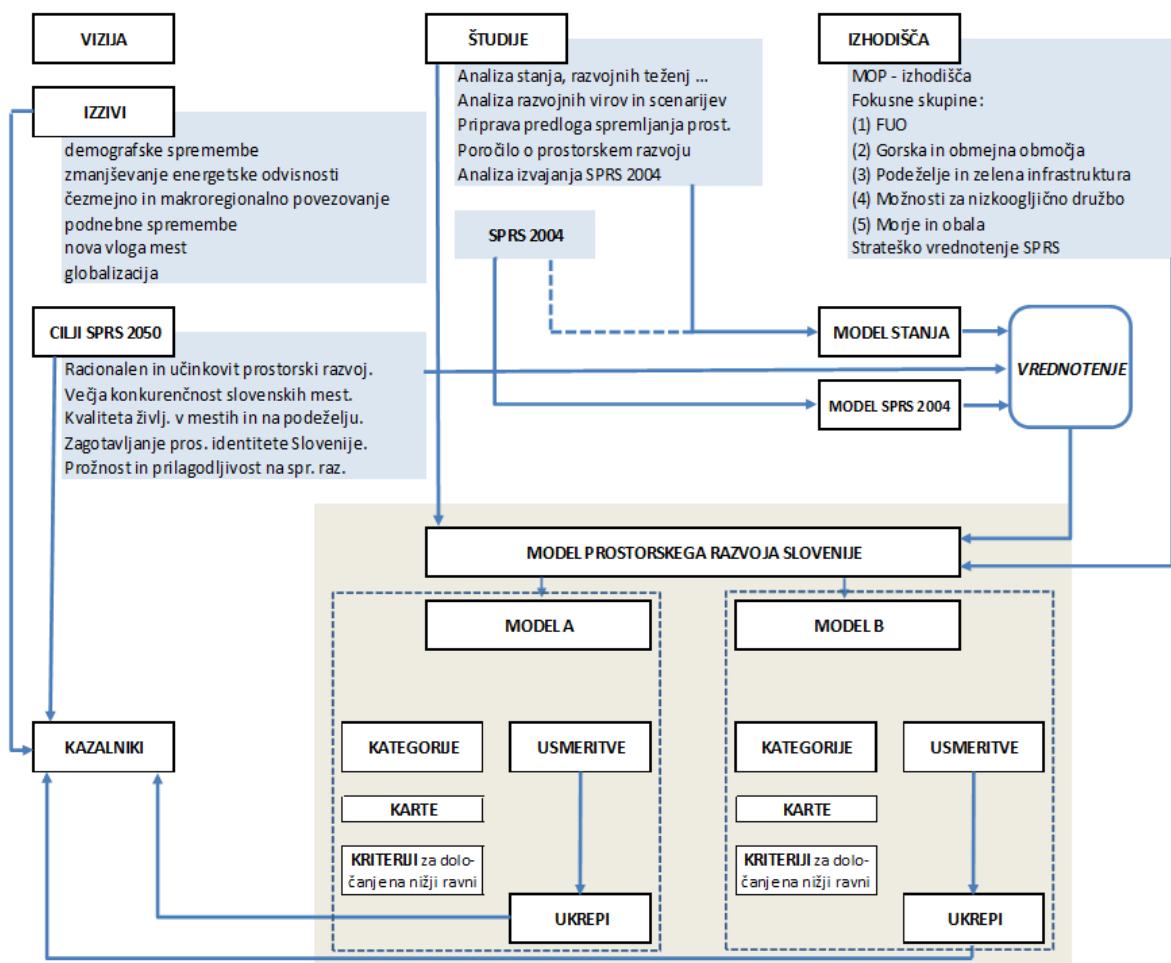 VIZIJA
IZZIVI
demografske spremembe
zmanjševanje energetske odvisnosti
čezmejno in makroregionalno povezovanje
podnebne spremembe
nova vloga mest
globalizacija
CILJI SPRS 2050
Racionalen in učinkovit prostorski razvoj.
Večja konkurenčnost slovenskih mest.
Kvaliteta življ. v mestih in na podeželju.
Zagotavljanje pros. identitete Slovenije.
Prožnost in prilagodljivost na spr. raz.
ŠTUDIJE
Analiza stanja, razvojnih teženj ...
Analiza razvojnih virov in scenarijev
Priprava predloga spremljanja prost.
Poročilo o prostorskem razvoju
Analiza izvajanja SPRS 2004
SPRS 2004
IZHODIŠČA
MOP - izhodišča
Fokusne skupine:
(1) FUO
(2) Gorska in obmejna območja
(3) Podeželje in zelena infrastruktura
(4) Možnosti za nizkoogljično družbo
(5) Morje in obala
Strateško vrednotenje SPRS
MODEL STANJA
MODEL SPRS 2004
VREDNOTENJE
MODEL PROSTORSKEGA RAZVOJA SLOVENIJE
MODEL A
KATEGORIJE
USMERITVE
KARTE
KRITERIJI za dolo-
čanje na nižji ravni
UKREPI
MODEL B
KATEGORIJE
USMERITVE
KARTE
KRITERIJI za dolo-
čanje na nižji ravni
UKREPI
KAZALNIKI